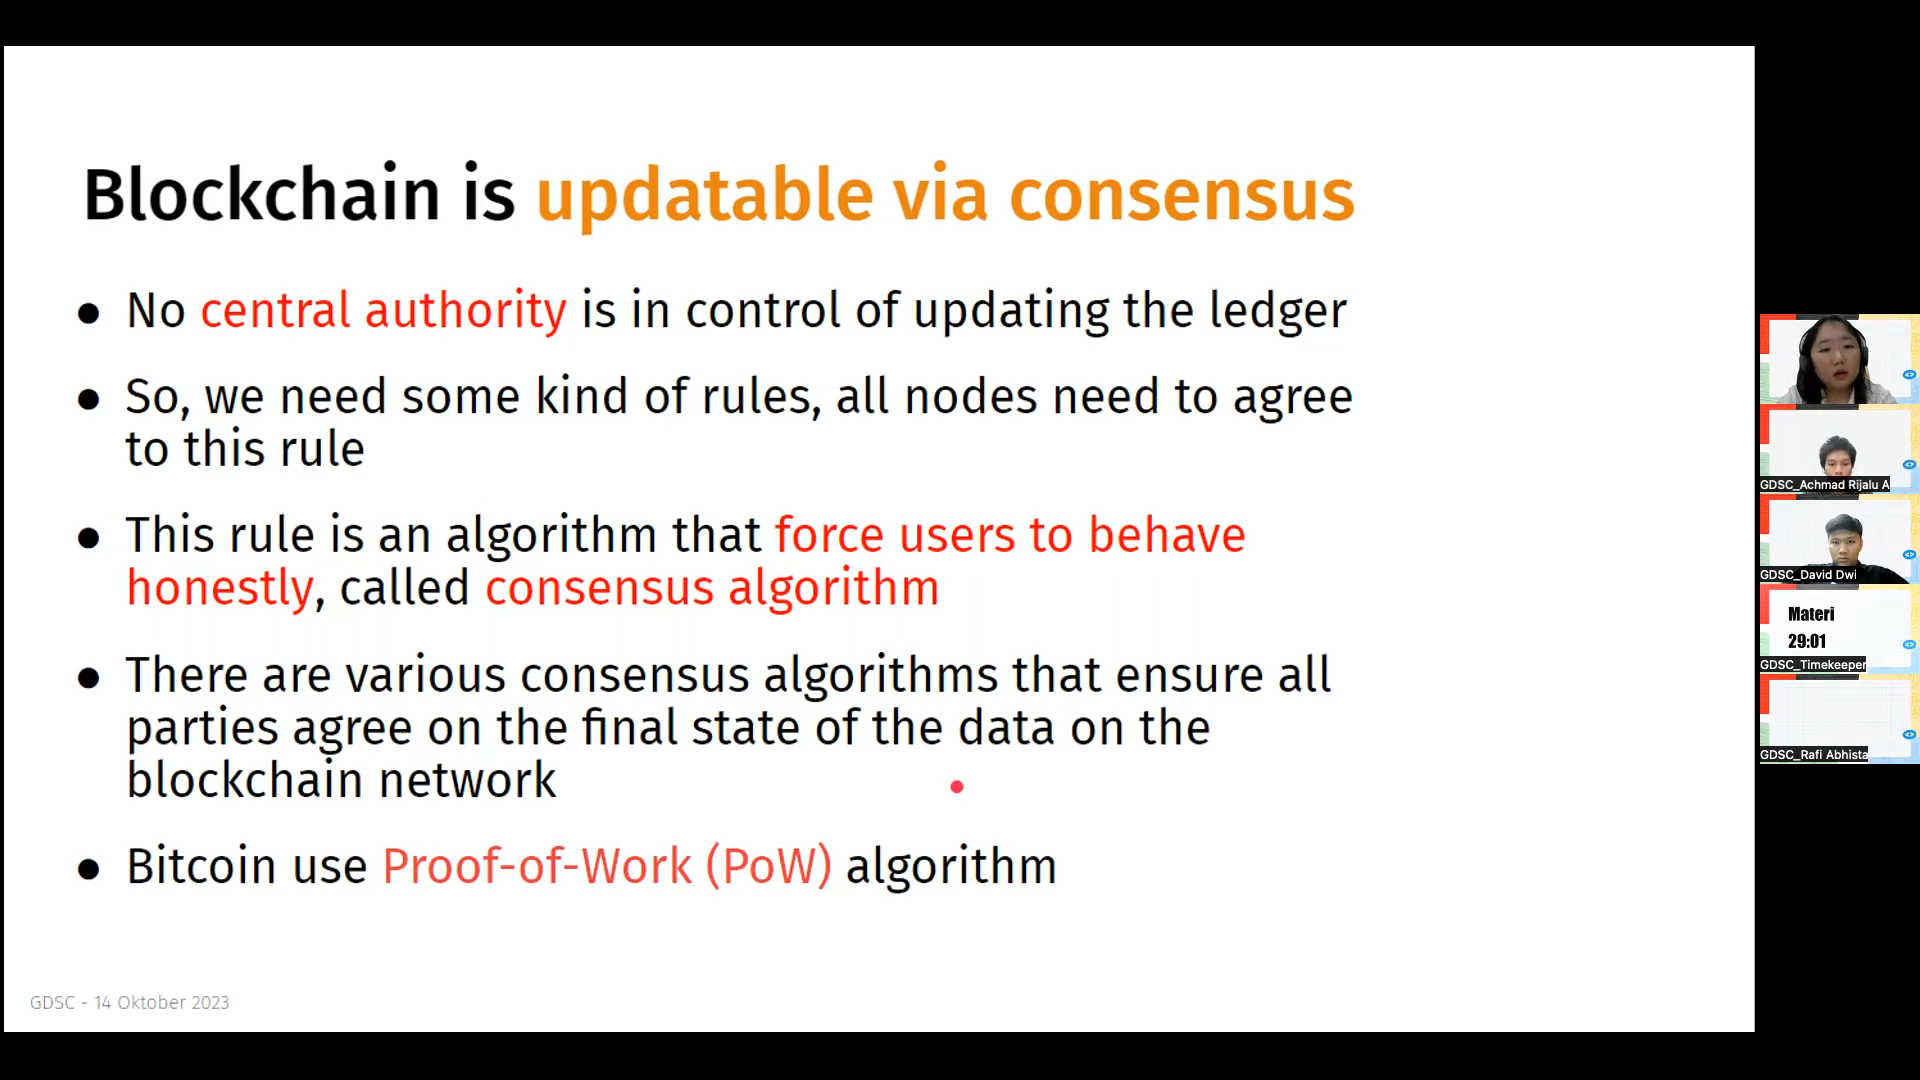 Blockchain is updatable via consensus
● No central authority is in control of updating the ledger
● So, we need some kind of rules, all nodes need to agree
to this rule
● This rule is an algorithm that force users to behave
honestly, called consensus algorithm
● There are various consensus algorithms that ensure all
parties agree on the final state of the data on the
blockchain network
● Bitcoin use Proof-of-Work (PoW) algorithm
GDSC - 14 Oktober 2023
GDSC_Achmad Rijalu A
GDSC_David Dwi
Materi
29:01
GDSC_Timekeeper
GDSC_Rafi Abhista